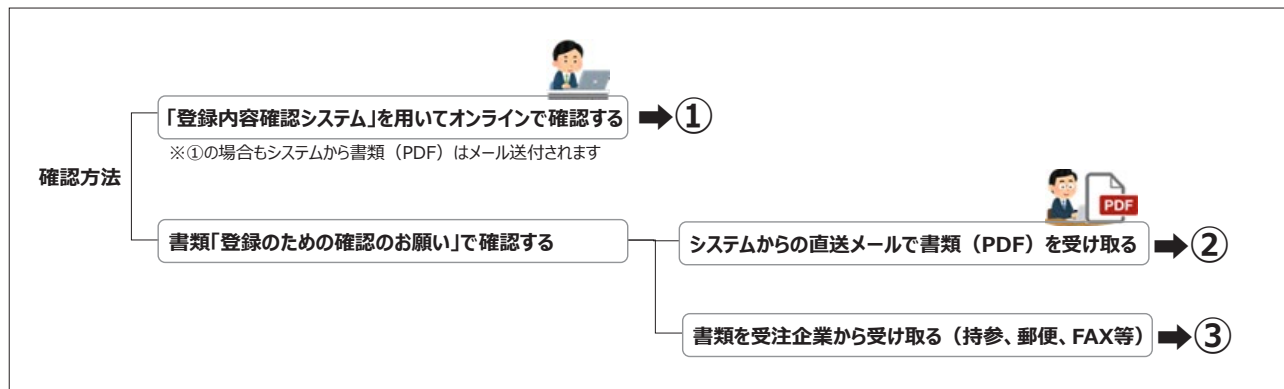 「登録内容確認システム」を用いてオンラインで確認する
①
※①の場合もシステムから書類（PDF）はメール送付されます
確認方法
PDF
書類「登録のための確認のお願い」で確認する
システムからの直送メールで書類（PDF）を受け取る
②
書類を受注企業から受け取る（持参、郵便、FAX等）
③